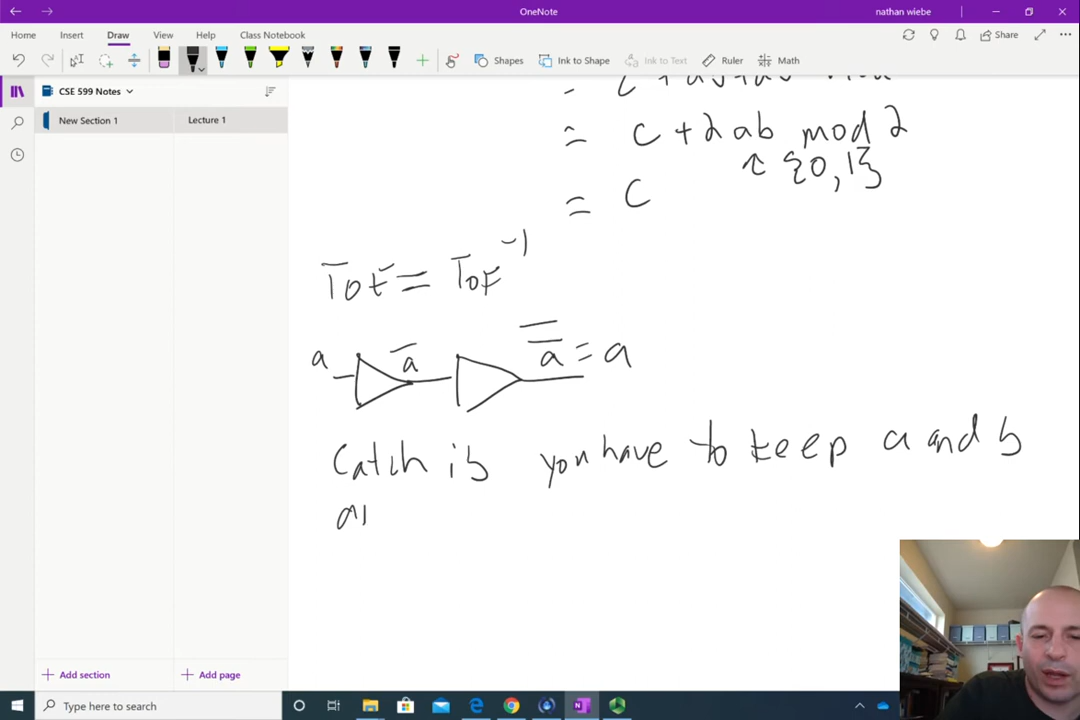 OneNote
nathan wiebe
Home Insert Draw View Help Class Notebook
Share
Shapes Ink to Shape Ink to Text Ruler Math
CSE 599 Notes
New Section 1
Lecture 1
= c + 2ab mod 2
↑ {0,1}
= c
TOF = TOF⁻¹
a a̅ a̿ = a
Catch is you have to keep a and b
Add section
Add page
Type here to search